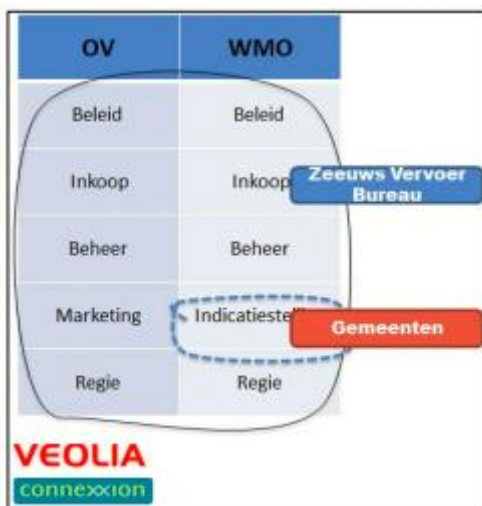 OV WMO
Beleid Beleid
Inkoop Inkoop Zeeuws Vervoer
Bureau
Beheer Beheer
Marketing Gemeenten
Regie Regie
VEOLIA
connexxion